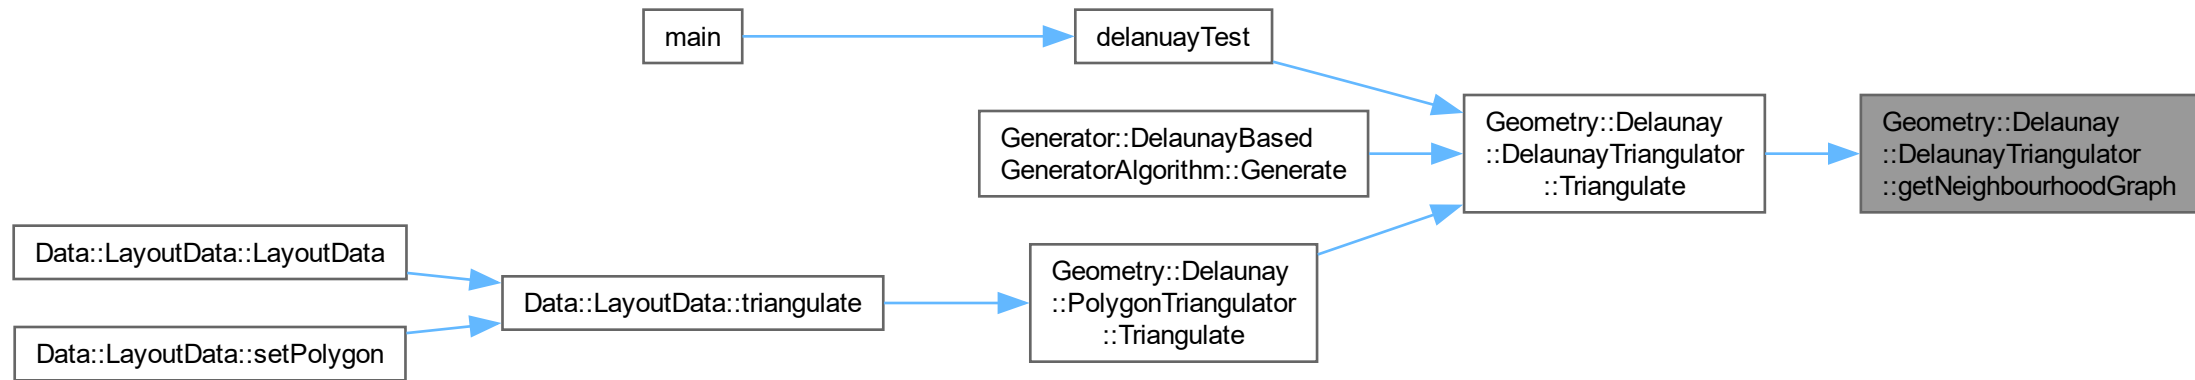 main
delanuayTest
Generator::DelaunayBased
GeneratorAlgorithm::Generate
Geometry::Delaunay
::DelaunayTriangulator
::Triangulate
Geometry::Delaunay
::DelaunayTriangulator
::getNeighbourhoodGraph
Data::LayoutData::LayoutData
Data::LayoutData::setPolygon
Data::LayoutData::triangulate
Geometry::Delaunay
::PolygonTriangulator
::Triangulate